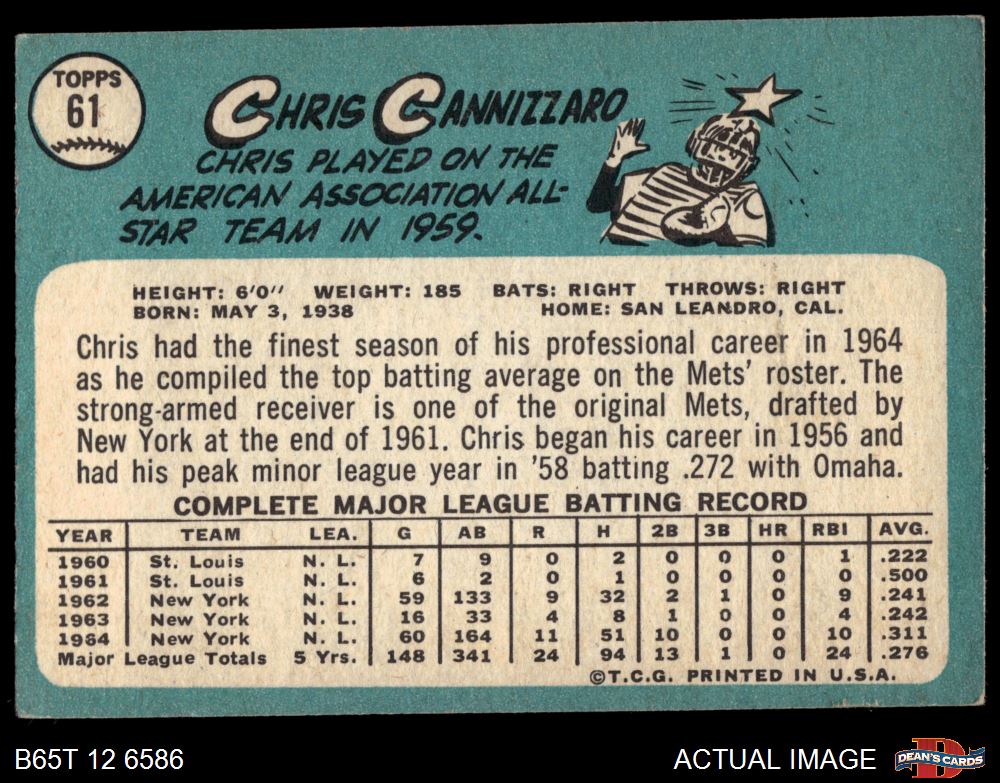 TOPPS
61
CHRIS CANNIZZARO
CHRIS PLAYED ON THE
AMERICAN ASSOCIATION ALL-
STAR TEAM IN 1959.
HEIGHT: 6'0" WEIGHT: 185 BATS: RIGHT THROWS: RIGHT
BORN: MAY 3, 1938 HOME: SAN LEANDRO, CAL.
Chris had the finest season of his professional career in 1964
as he compiled the top batting average on the Mets' roster. The
strong-armed receiver is one of the original Mets, drafted by
New York at the end of 1961. Chris began his career in 1956 and
had his peak minor league year in '58 batting .272 with Omaha.
COMPLETE MAJOR LEAGUE BATTING RECORD
YEAR TEAM LEA. G AB R H 2B 3B HR RBI AVG.
1960 St. Louis N. L. 7 9 0 2 0 0 0 1 .222
1961 St. Louis N. L. 6 2 0 1 0 0 0 0 .500
1962 New York N. L. 59 133 9 32 2 1 0 9 .241
1963 New York N. L. 16 33 4 8 1 0 0 4 .242
1964 New York N. L. 60 164 11 51 10 0 0 10 .311
Major League Totals 5 Yrs. 148 341 24 94 13 1 0 24 .276
©T.C.G. PRINTED IN U.S.A.
B65T 12 6586 ACTUAL IMAGE D DEAN'S CARDS